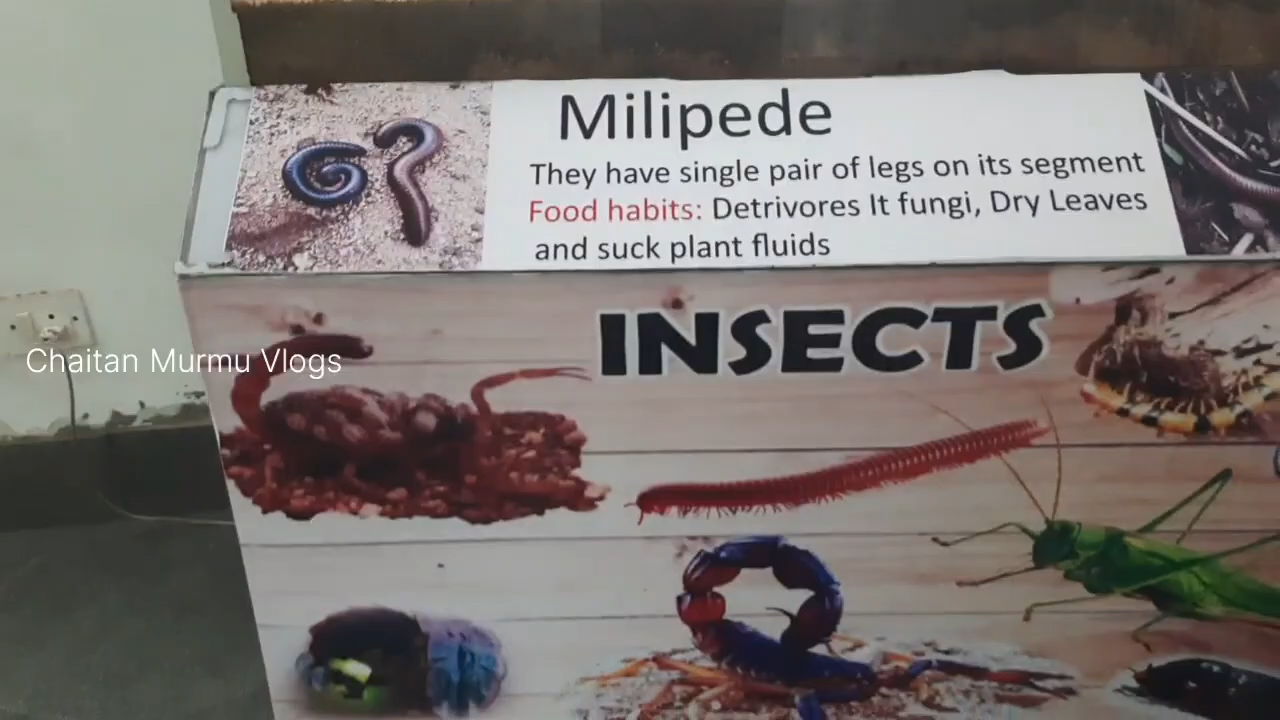 Milipede
They have single pair of legs on its segment
Food habits: Detrivores It fungi, Dry Leaves
and suck plant fluids
INSECTS
Chaitan Murmu Vlogs